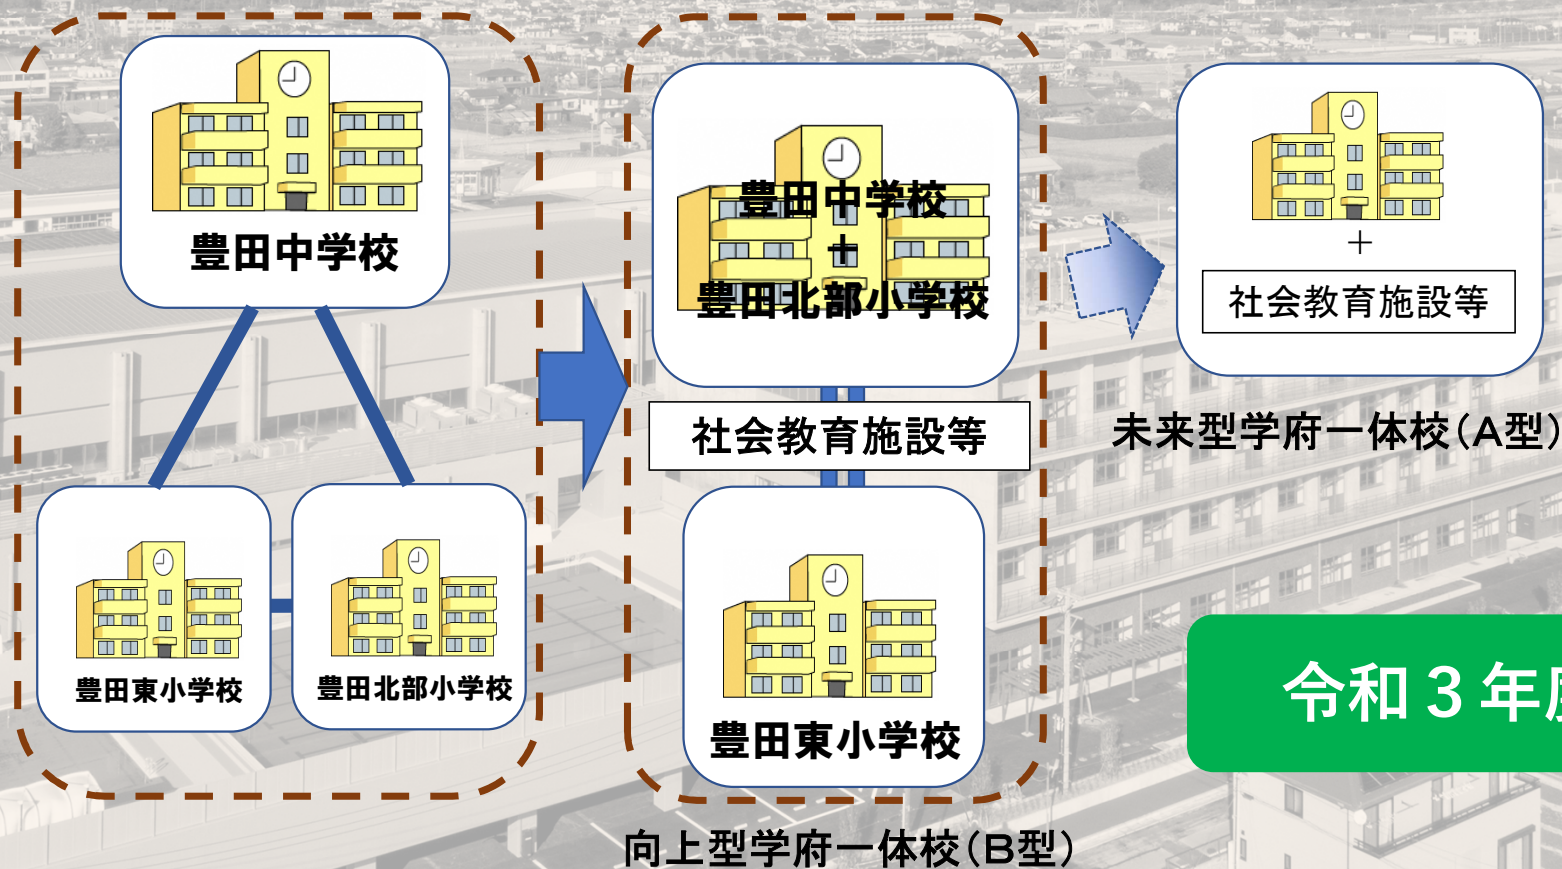 豊田中学校
豊田東小学校
豊田北部小学校
豊田中学校
+
豊田北部小学校
社会教育施設等
豊田東小学校
向上型学府一体校(B型)
+
社会教育施設等
未来型学府一体校(A型)
令和3年度